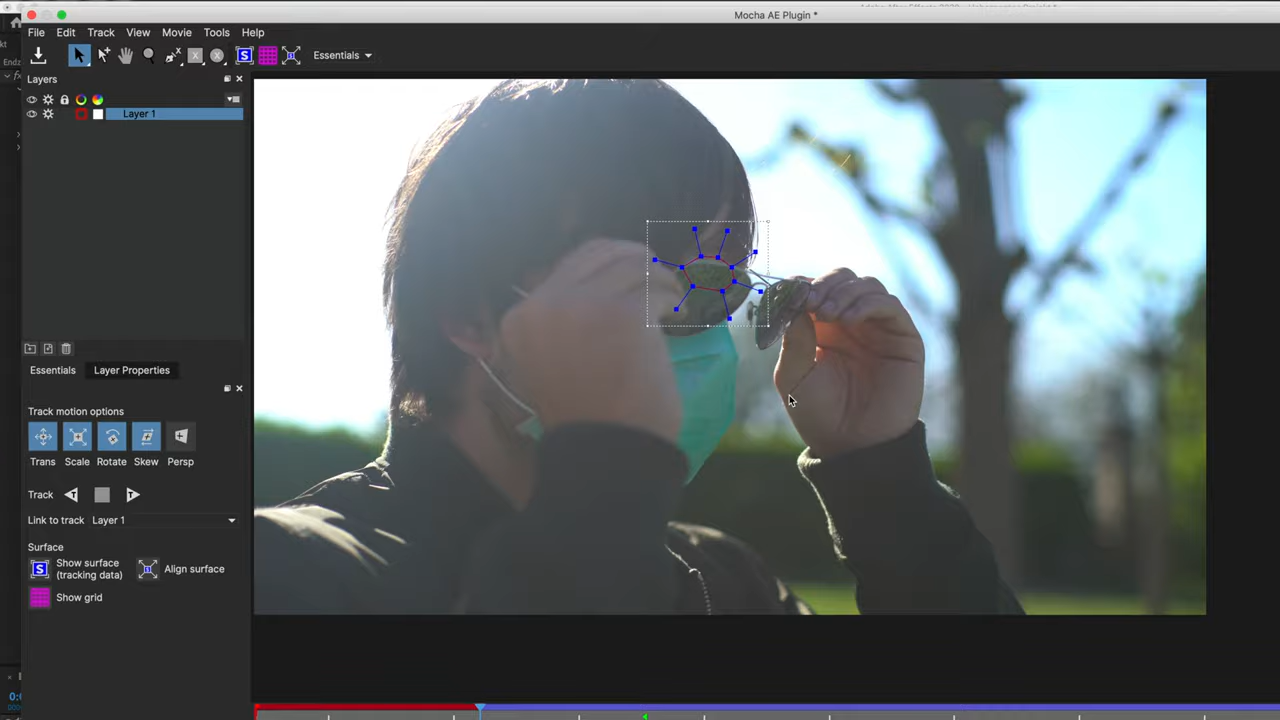 Mocha AE Plugin *
File Edit Track View Movie Tools Help
Essentials
Layers
Layer 1
Essentials Layer Properties
Track motion options
Trans Scale Rotate Skew Persp
Track
Link to track Layer 1
Surface
Show surface
(tracking data)
Align surface
Show grid